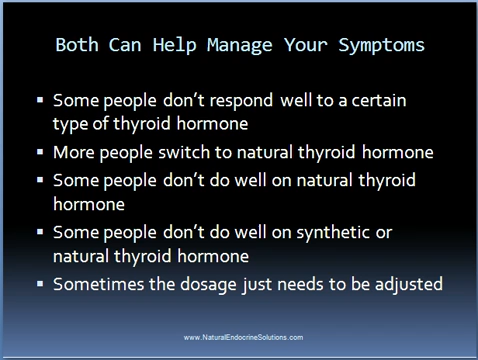 Both Can Help Manage Your Symptoms
▪ Some people don't respond well to a certain
type of thyroid hormone
▪ More people switch to natural thyroid hormone
▪ Some people don't do well on natural thyroid
hormone
▪ Some people don't do well on synthetic or
natural thyroid hormone
▪ Sometimes the dosage just needs to be adjusted
www.NaturalEndocrineSolutions.com